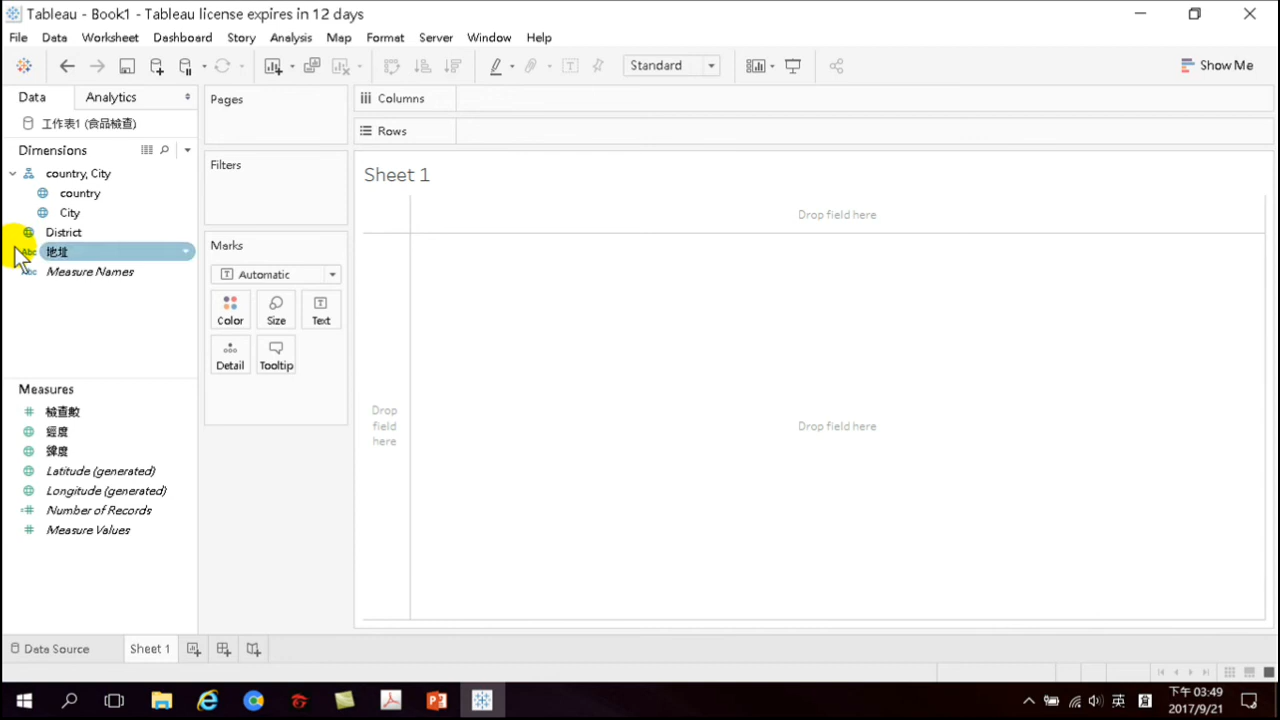 Tableau - Book1 - Tableau license expires in 12 days
File Data Worksheet Dashboard Story Analysis Map Format Server Window Help
Standard
Show Me
Data Analytics
工作表1 (食品檢查)
Dimensions
country, City
country
City
District
Abc 地址
Abc Measure Names
Measures
檢查數
經度
緯度
Latitude (generated)
Longitude (generated)
Number of Records
Measure Values
Pages
Filters
Marks
Automatic
Color Size Text
Detail Tooltip
Columns
Rows
Sheet 1
Drop field here
Drop
field
here
Drop field here
Data Source Sheet 1
英
下午 03:49
2017/9/21